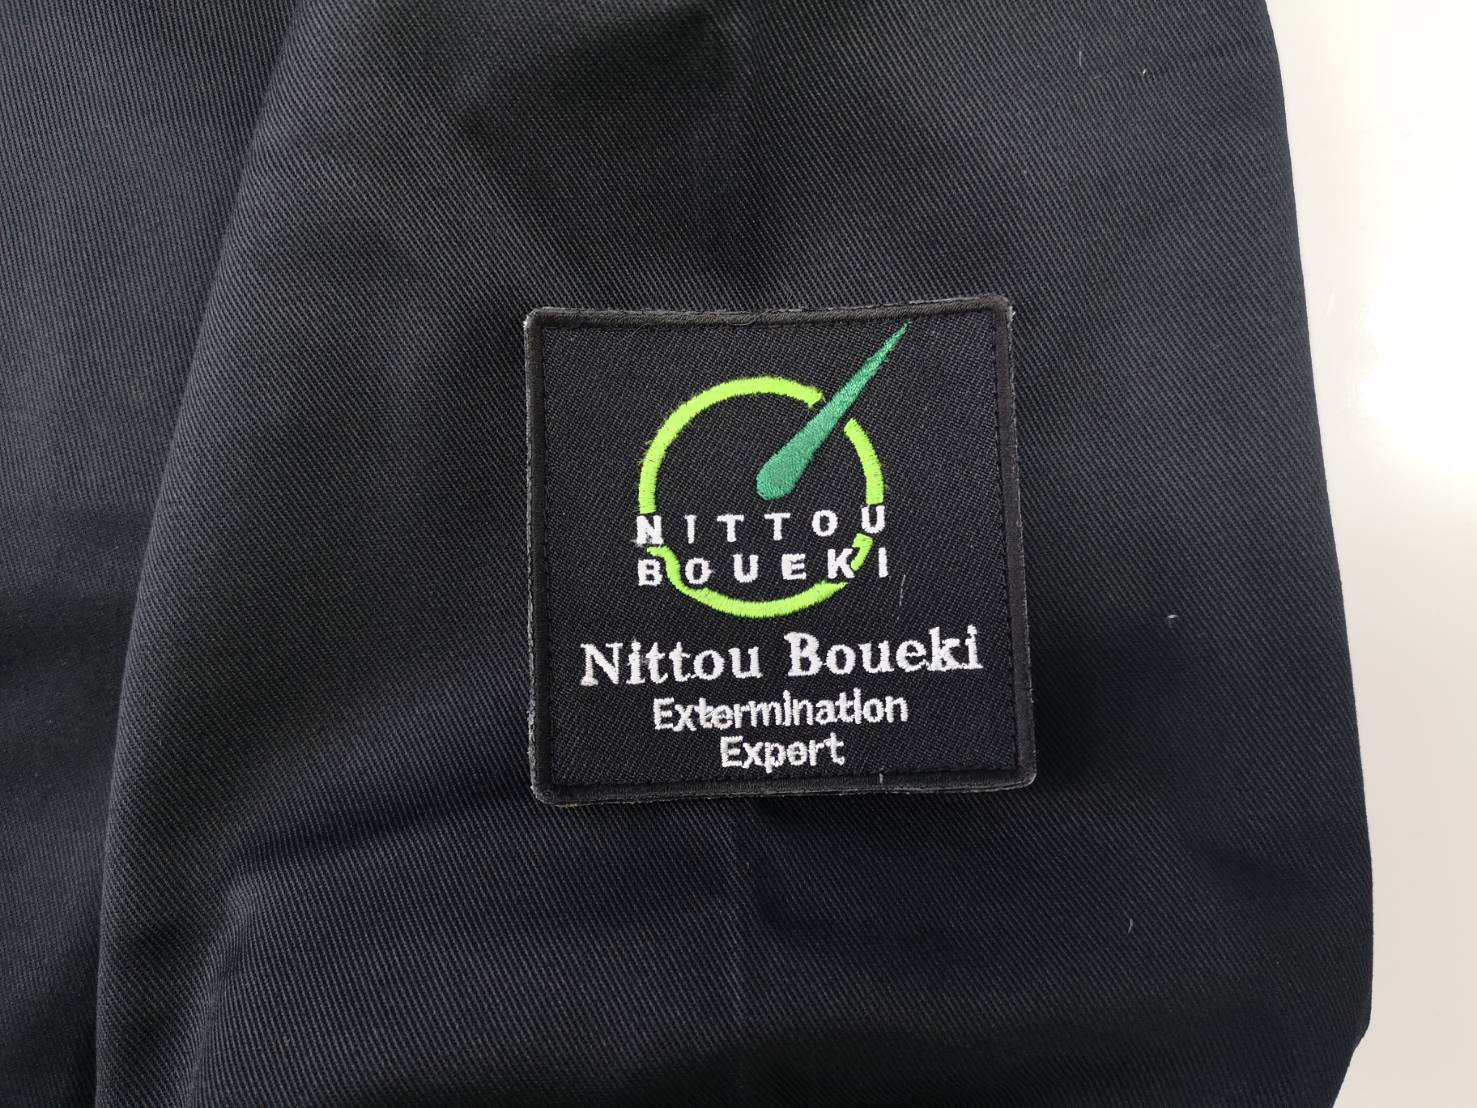 NITTOU
BOUEKI
Nittou Boueki
Extermination
Expert